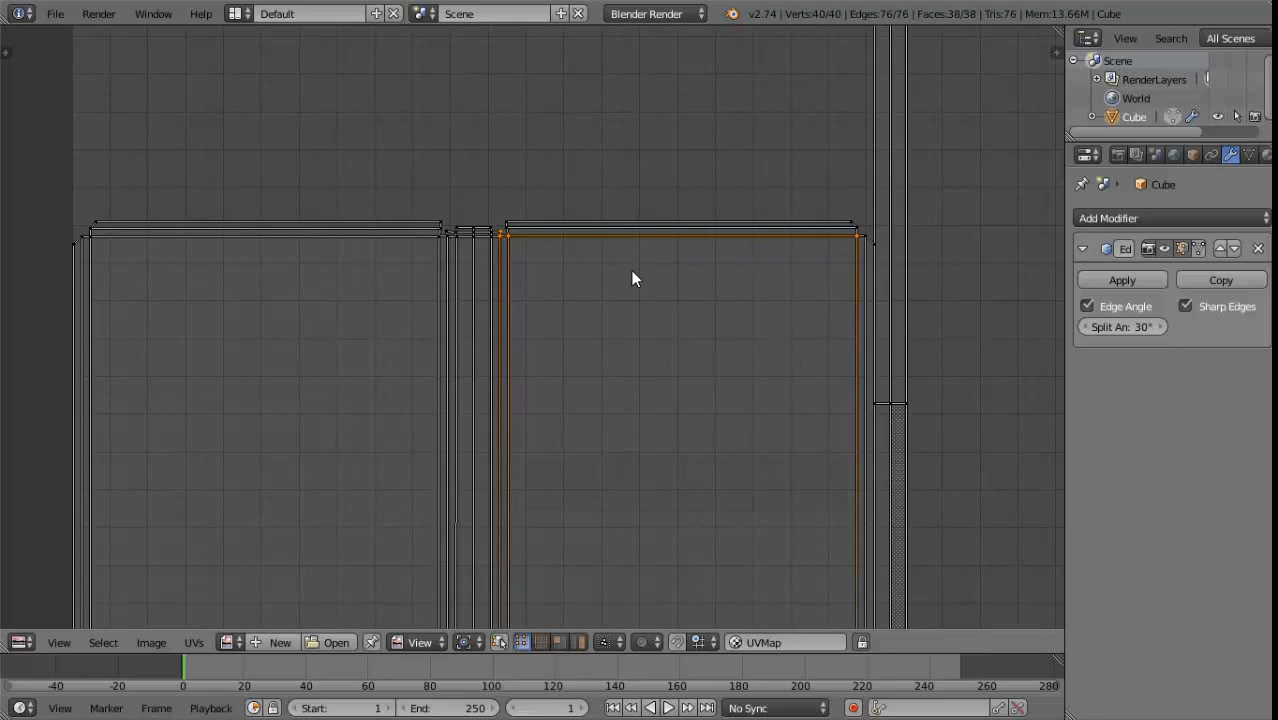 File Render Window Help Default Scene Blender Render v2.74 | Verts:40/40 | Edges:76/76 | Faces:38/38 | Tris:76 | Mem:13.66M | Cube
View Search All Scenes
Scene
RenderLayers
World
Cube
Cube
Add Modifier
Ed
Apply Copy
Edge Angle Sharp Edges
Split An: 30°
View Select Image UVs New Open View UVMap
-40 -20 0 20 40 60 80 100 120 140 160 180 200 220 240 260 280
View Marker Frame Playback Start: 1 End: 250 1 No Sync